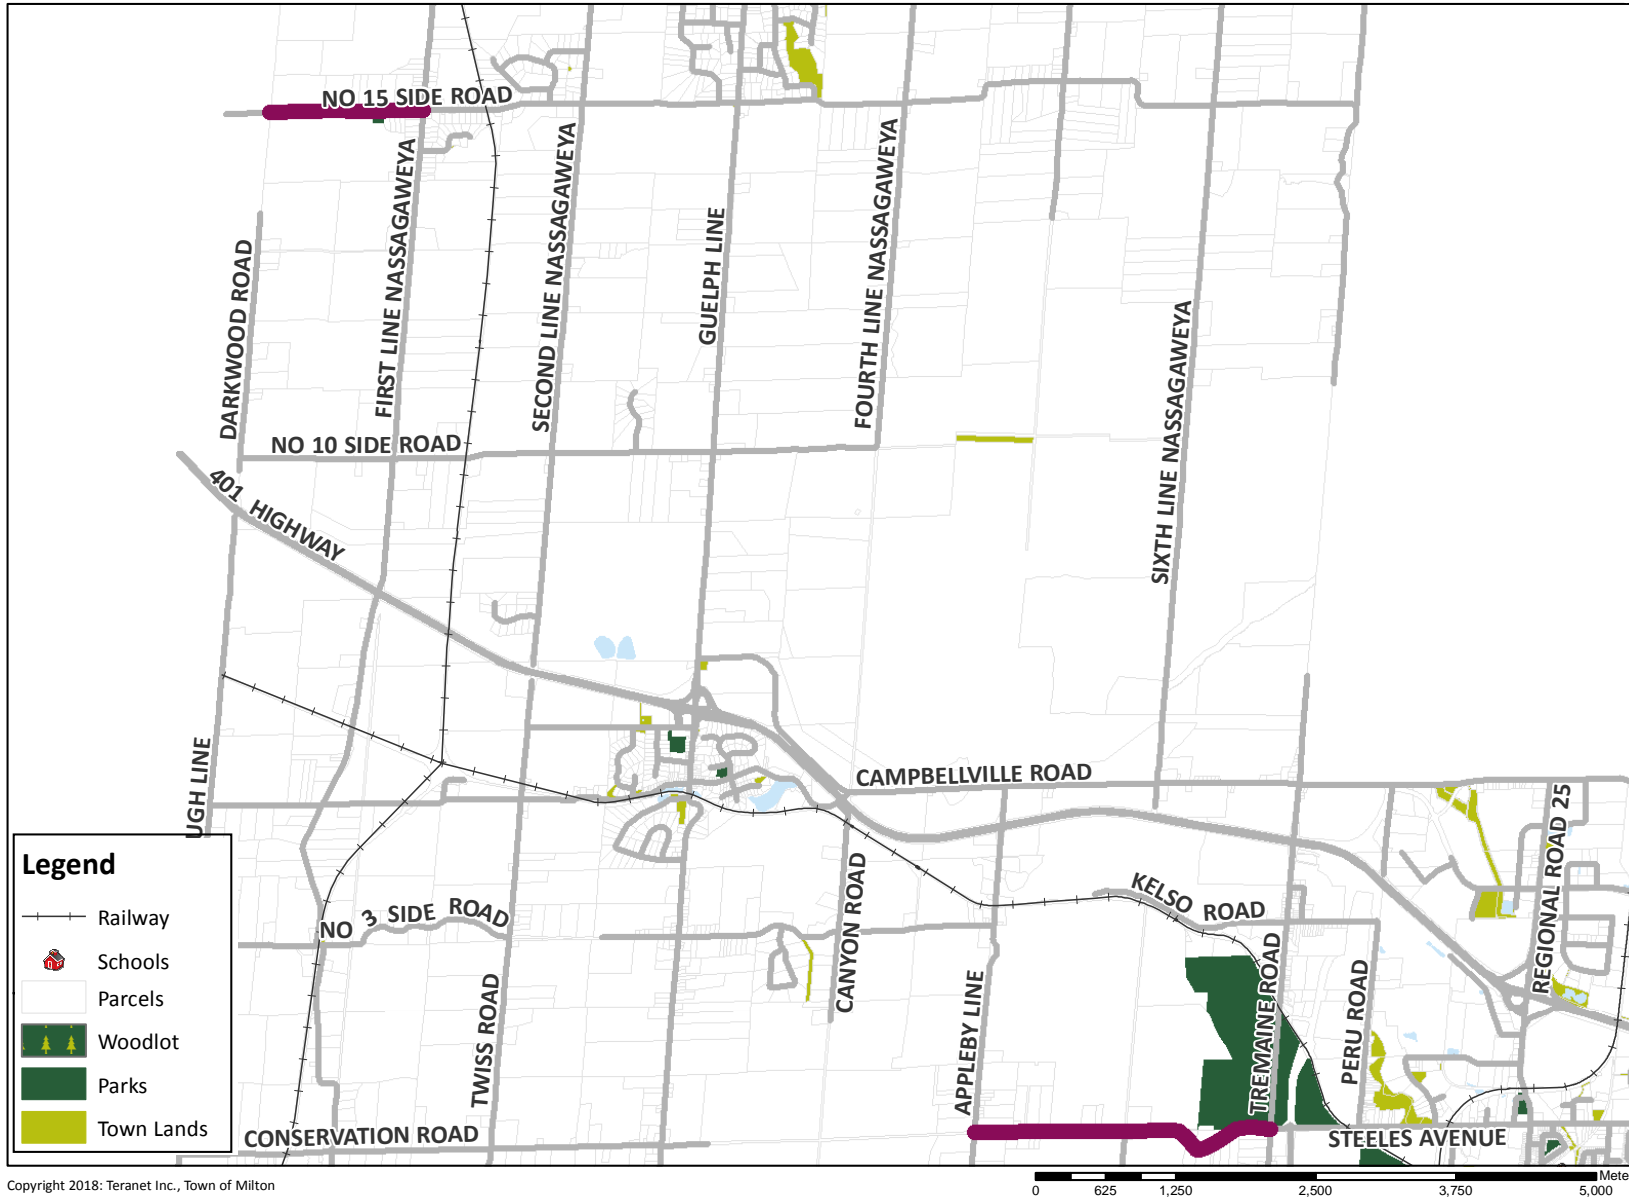 NO 15 SIDE ROAD
DARKWOOD ROAD
FIRST LINE NASSAGAWEYA
SECOND LINE NASSAGAWEYA
GUELPH LINE
FOURTH LINE NASSAGAWEYA
SIXTH LINE NASSAGAWEYA
NO 10 SIDE ROAD
401 HIGHWAY
UGH LINE
CAMPBELLVILLE ROAD
REGIONAL ROAD 25
CANYON ROAD
KELSO ROAD
NO 3 SIDE ROAD
TWISS ROAD
APPLEBY LINE
TREMAINE ROAD
PERU ROAD
CONSERVATION ROAD
STEELES AVENUE
Legend
Railway
Schools
Parcels
Woodlot
Parks
Town Lands
Copyright 2018: Teranet Inc., Town of Milton
Mete
0 625 1,250 2,500 3,750 5,000